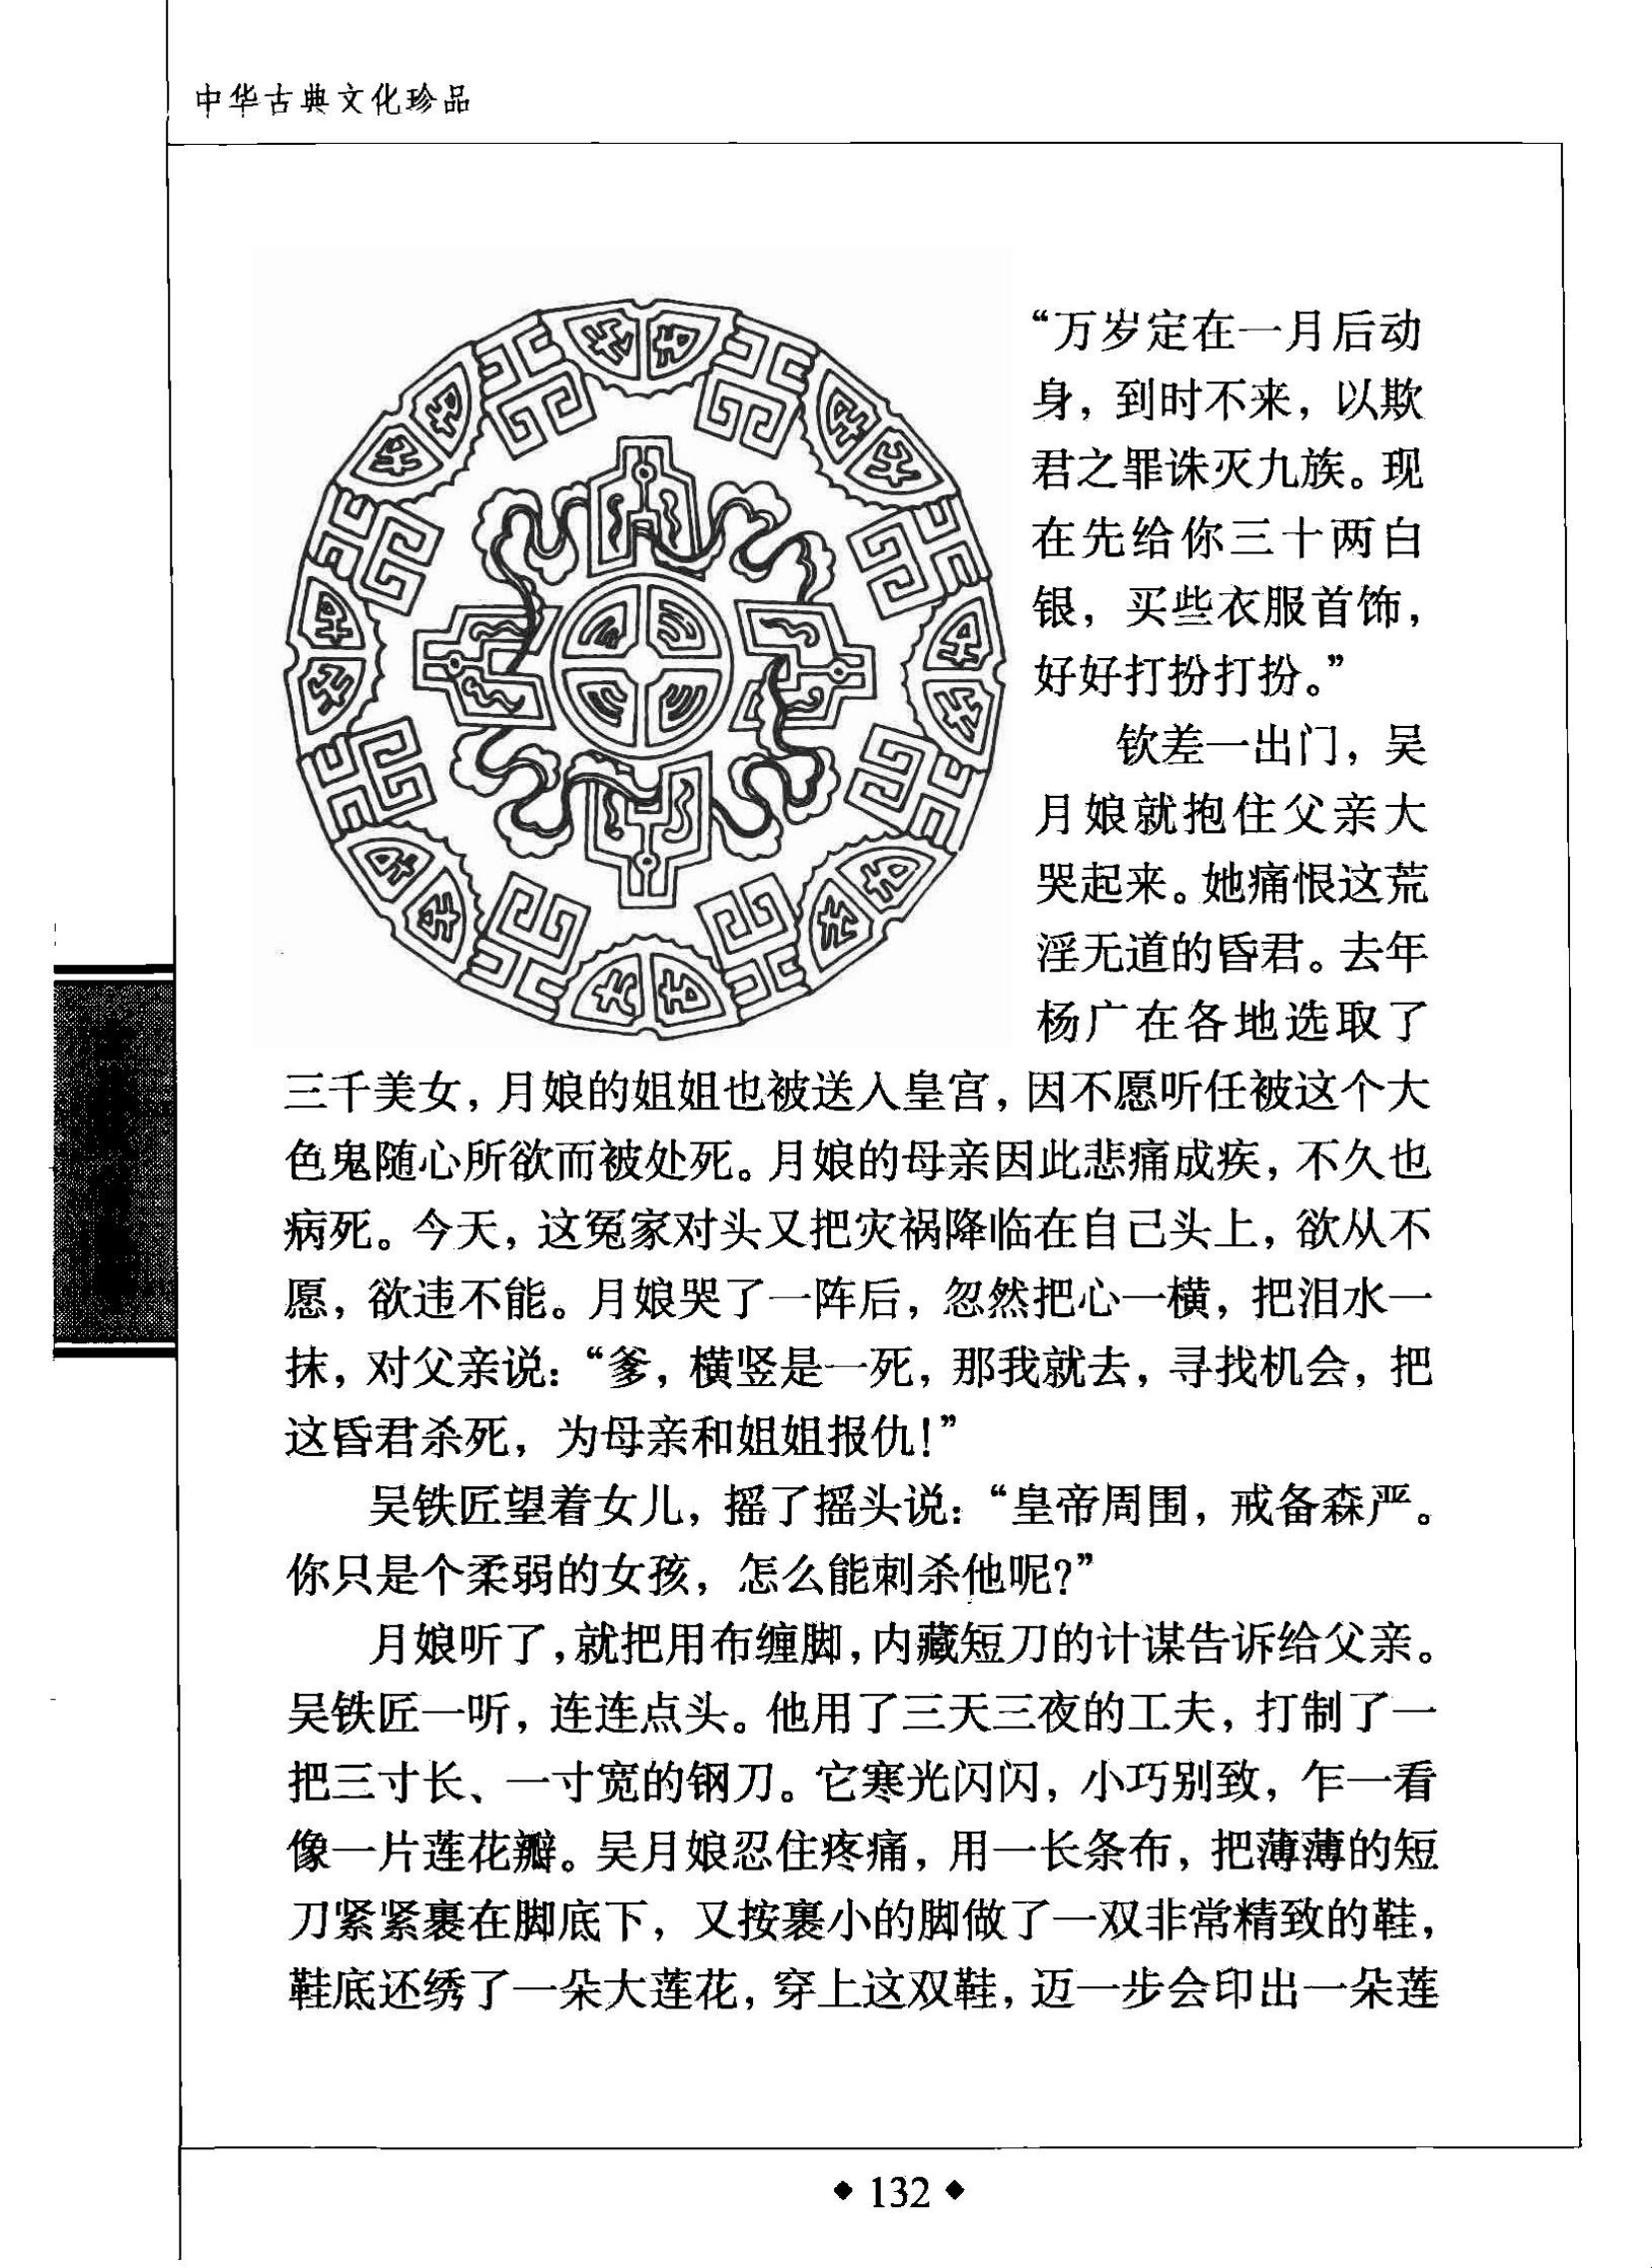 中华古典文化珍品
“万岁定在一月后动
身，到时不来，以欺
君之罪诛灭九族。现
在先给你三十两白
银，买些衣服首饰，
好好打扮打扮。”
钦差一出门，吴
月娘就抱住父亲大
哭起来。她痛恨这荒
淫无道的昏君。去年
杨广在各地选取了
三千美女，月娘的姐姐也被送入皇宫，因不愿听任被这个大
色鬼随心所欲而被处死。月娘的母亲因此悲痛成疾，不久也
病死。今天，这冤家对头又把灾祸降临在自己头上，欲从不
愿，欲违不能。月娘哭了一阵后，忽然把心一横，把泪水一
抹，对父亲说：“爹，横竖是一死，那我就去，寻找机会，把
这昏君杀死，为母亲和姐姐报仇！”
吴铁匠望着女儿，摇了摇头说：“皇帝周围，戒备森严。
你只是个柔弱的女孩，怎么能刺杀他呢？”
月娘听了，就把用布缠脚，内藏短刀的计谋告诉给父亲。
吴铁匠一听，连连点头。他用了三天三夜的工夫，打制了一
把三寸长、一寸宽的钢刀。它寒光闪闪，小巧别致，乍一看
像一片莲花瓣。吴月娘忍住疼痛，用一长条布，把薄薄的短
刀紧紧裹在脚底下，又按裹小的脚做了一双非常精致的鞋，
鞋底还绣了一朵大莲花，穿上这双鞋，迈一步会印出一朵莲
◆ 132 ◆